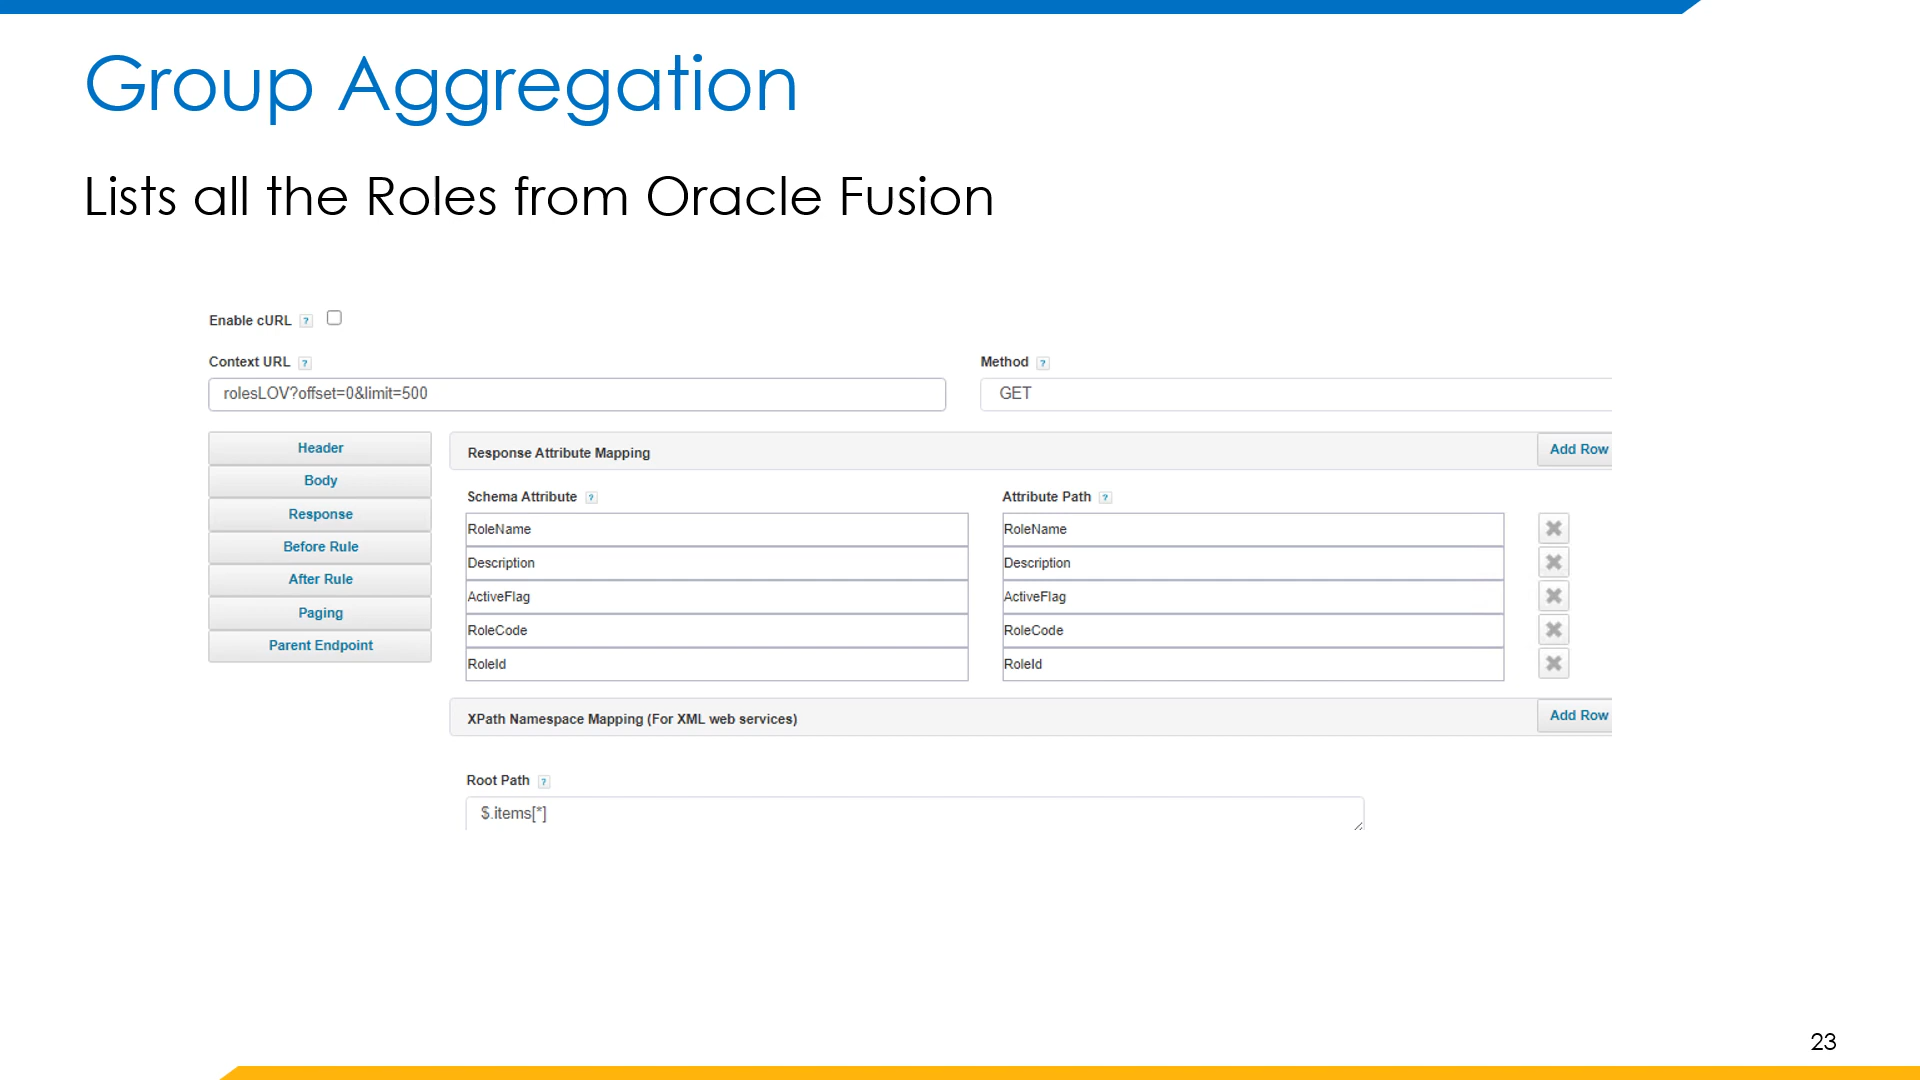 Group Aggregation
Lists all the Roles from Oracle Fusion
Enable cURL ?
Context URL ? Method ?
rolesLOV?offset=0&limit=500 GET
Header
Body
Response
Before Rule
After Rule
Paging
Parent Endpoint
Response Attribute Mapping Add Row
Schema Attribute ? Attribute Path ?
RoleName RoleName
Description Description
ActiveFlag ActiveFlag
RoleCode RoleCode
RoleId RoleId
XPath Namespace Mapping (For XML web services) Add Row
Root Path ?
$.items[*]
23